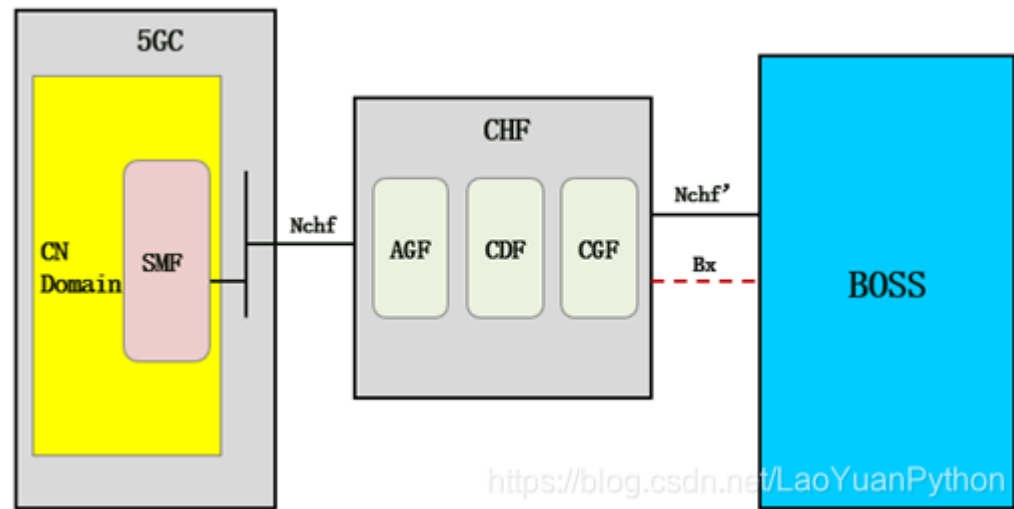 5GC
CN
Domain
SMF
Nchf
CHF
AGF
CDF
CGF
Nchf’
Bx
BOSS
https://blog.csdn.net/LaoYuanPython